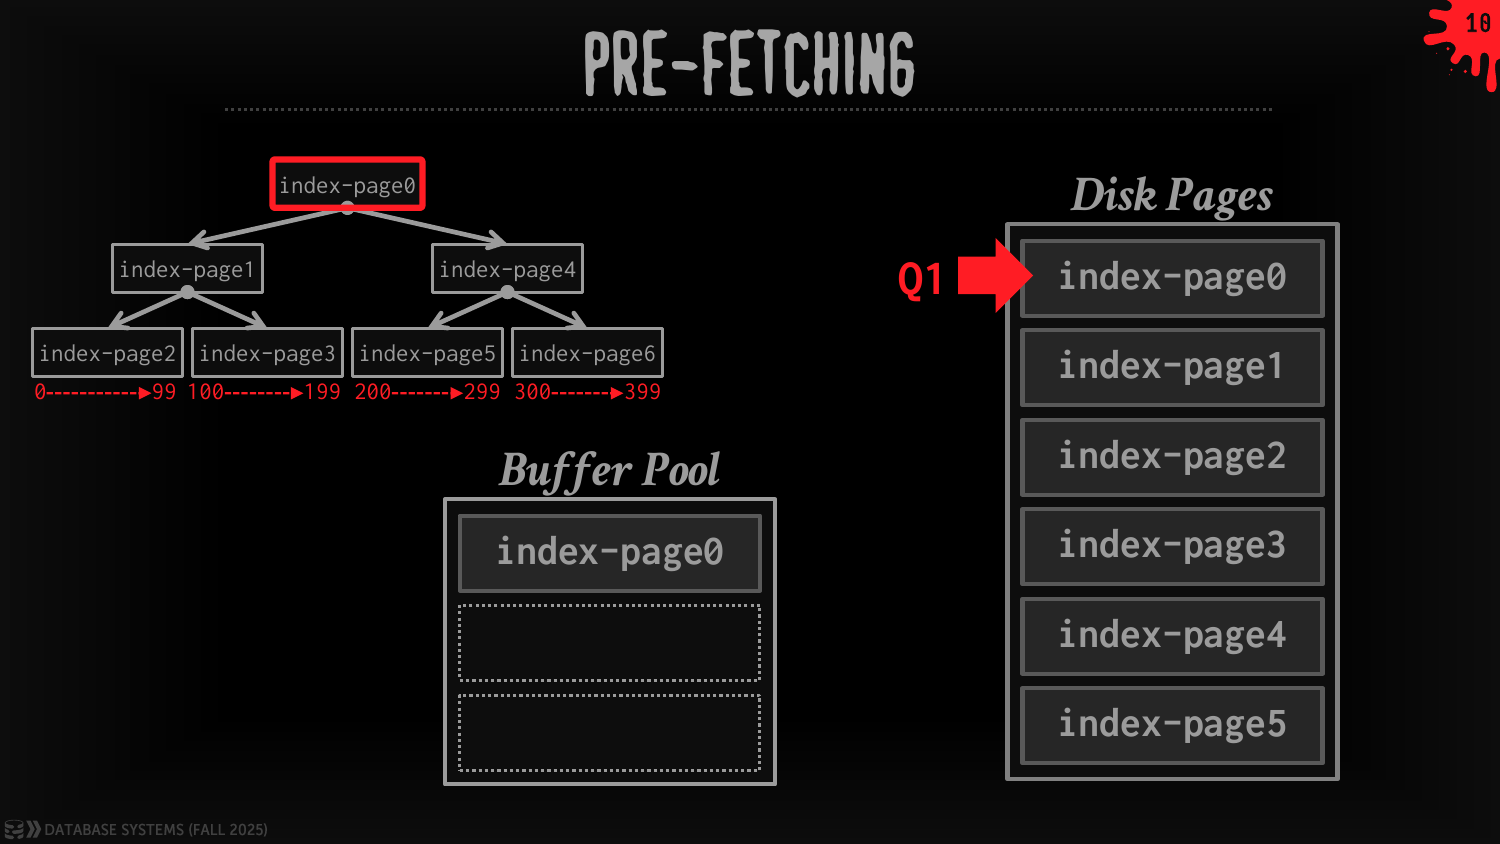 10
PRE-FETCHING
index-page0
index-page1
index-page4
index-page2
index-page3
index-page5
index-page6
0----------->99
100-------->199
200------->299
300------->399
Buffer Pool
index-page0
Disk Pages
Q1
index-page0
index-page1
index-page2
index-page3
index-page4
index-page5
DATABASE SYSTEMS (FALL 2025)